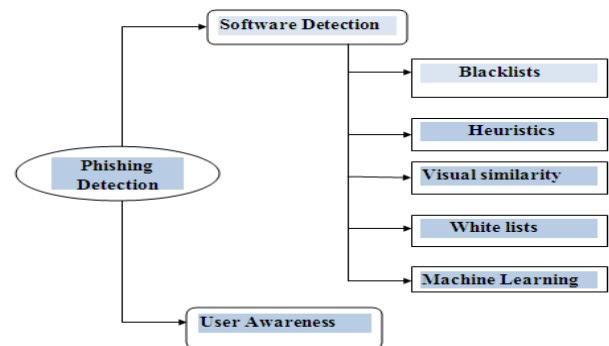 Software Detection
Blacklists
Heuristics
Phishing
Detection
Visual similarity
White lists
Machine Learning
User Awareness